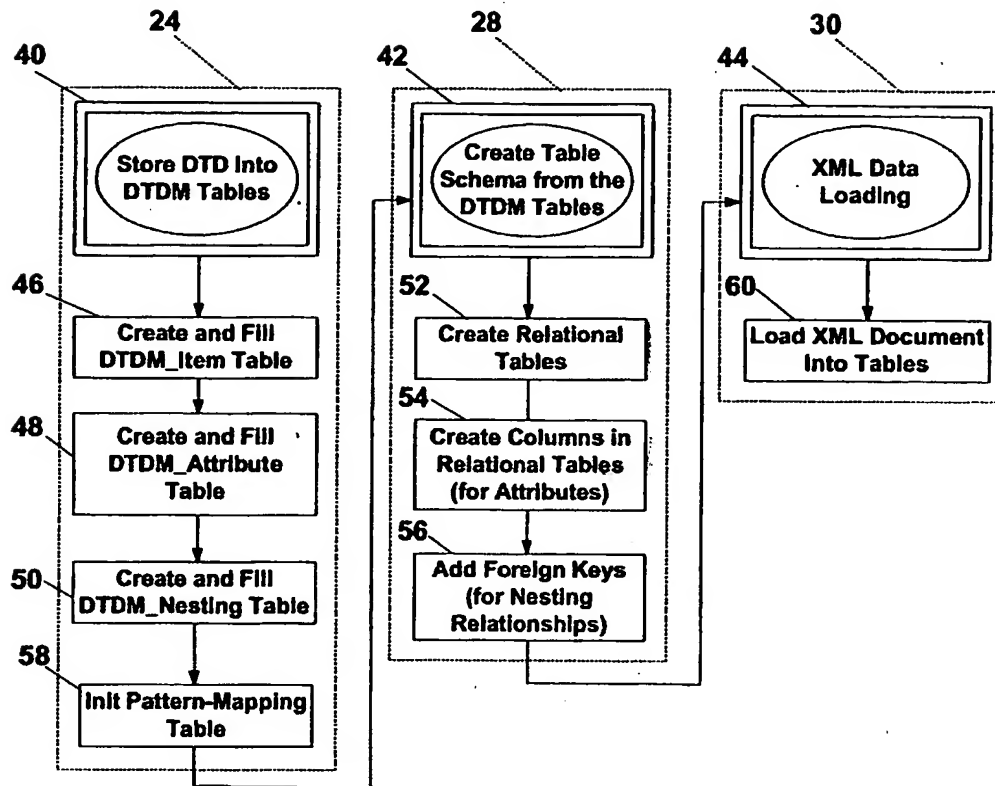 24
40
Store DTD Into
DTDM Tables
46
Create and Fill
DTDM_Item Table
48
Create and Fill
DTDM_Attribute
Table
50
Create and Fill
DTDM_Nesting Table
58
Init Pattern-Mapping
Table
28
42
Create Table
Schema from the
DTDM Tables
52
Create Relational
Tables
54
Create Columns in
Relational Tables
(for Attributes)
56
Add Foreign Keys
(for Nesting
Relationships)
30
44
XML Data
Loading
60
Load XML Document
Into Tables